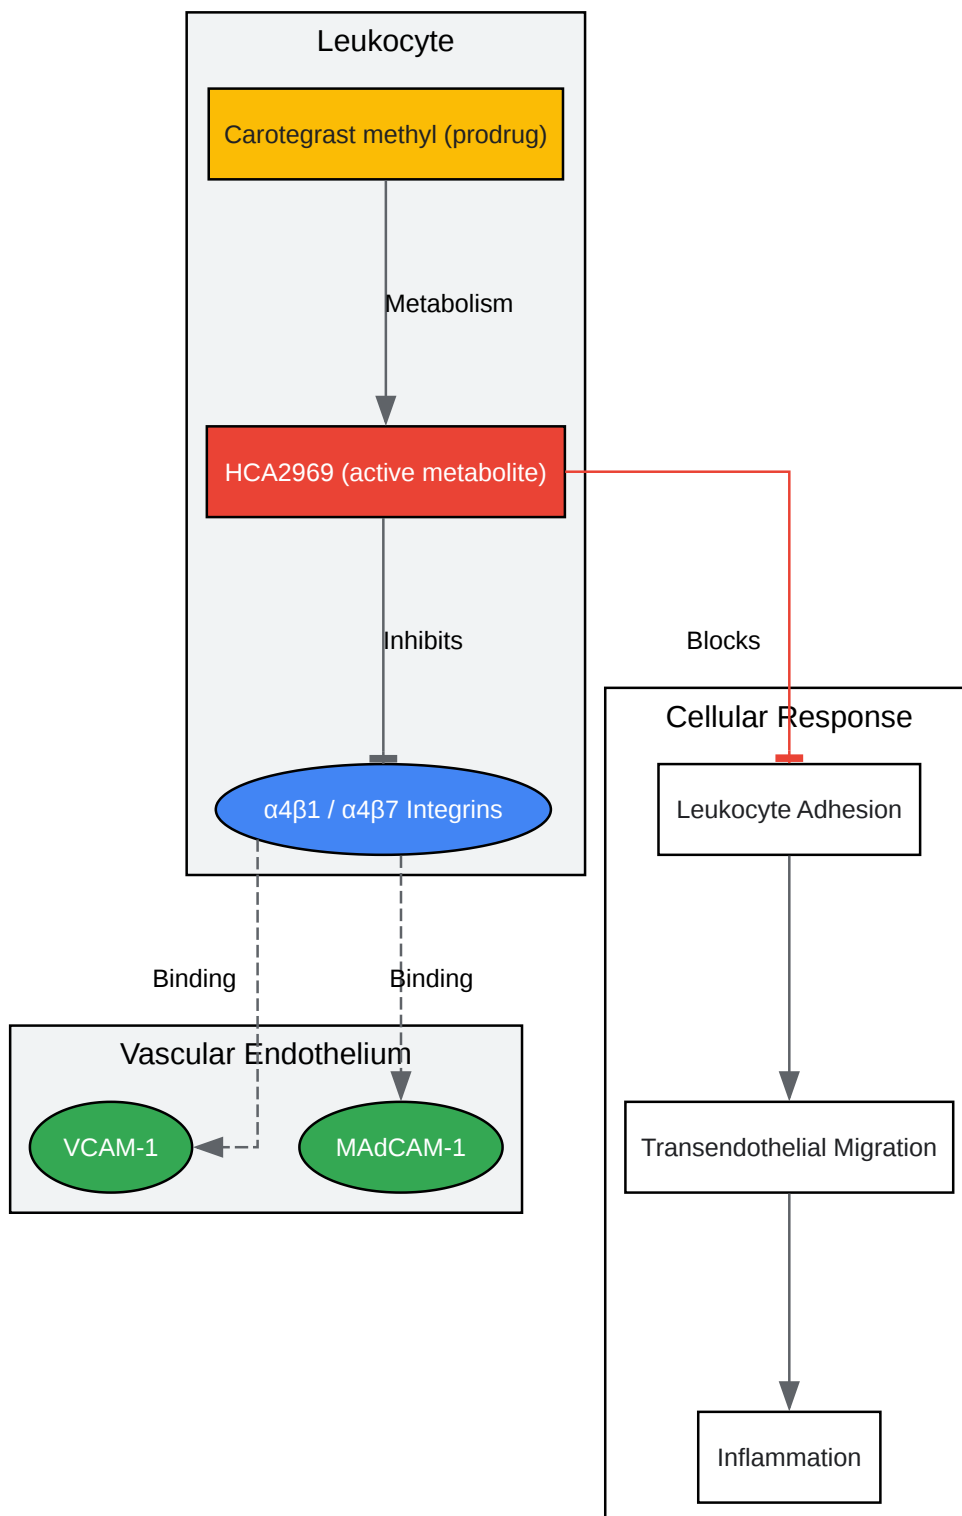 Leukocyte
Carotegrast methyl (prodrug)
Metabolism
HCA2969 (active metabolite)
Inhibits
Blocks
Cellular Response
α4β1 / α4β7 Integrins
Leukocyte Adhesion
Binding
Binding
Vascular Endothelium
VCAM-1
MAdCAM-1
Transendothelial Migration
Inflammation